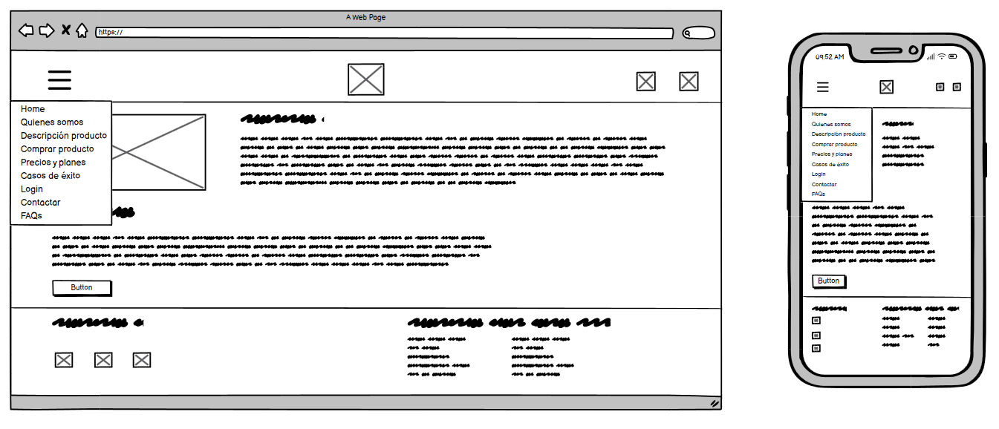 A Web Page
https://
Home
Quienes somos
Descripción producto
Comprar producto
Precios y planes
Casos de éxito
Login
Contactar
FAQs
Button
09:52 AM
Home
Quienes somos
Descripción producto
Comprar producto
Precios y planes
Casos de éxito
Login
Contactar
FAQs
Button